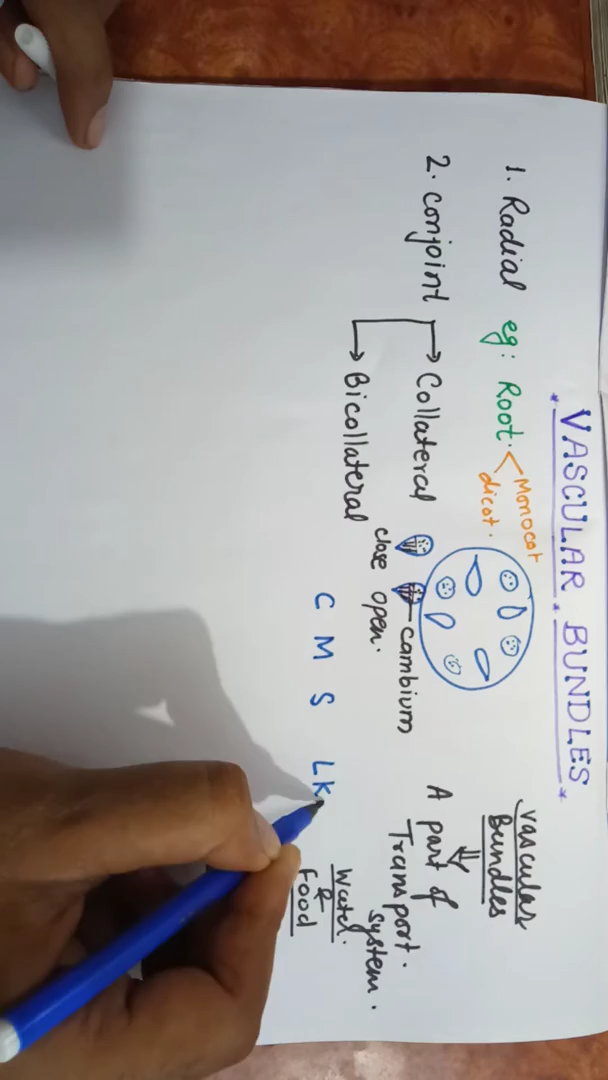 * VASCULAR BUNDLES *
1. Radial eg: Root. Monocot
dicot.
2. conjoint Collateral
close open. cambium
Bicollateral
C M S LK
Vascular
Bundles
A part of
Transport.
system.
Water.
&
Food